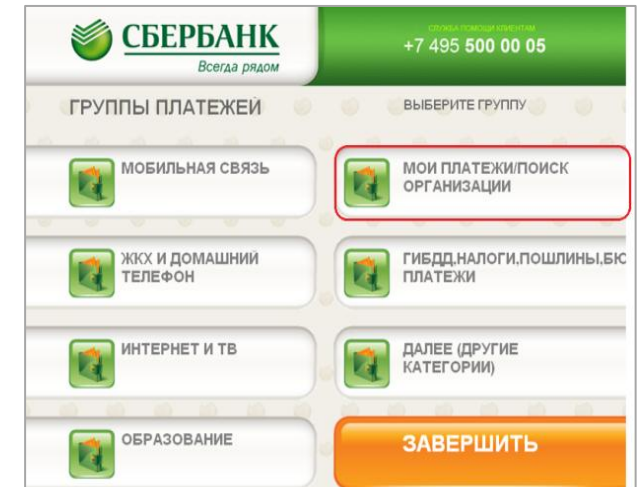 СБЕРБАНК
Всегда рядом
СЛУЖБА ПОМОЩИ КЛИЕНТАМ
+7 495 500 00 05
ГРУППЫ ПЛАТЕЖЕЙ
ВЫБЕРИТЕ ГРУППУ
МОБИЛЬНАЯ СВЯЗЬ
МОИ ПЛАТЕЖИ/ПОИСК
ОРГАНИЗАЦИИ
ЖКХ И ДОМАШНИЙ
ТЕЛЕФОН
ГИБДД,НАЛОГИ,ПОШЛИНЫ,БЮ
ПЛАТЕЖИ
ИНТЕРНЕТ И ТВ
ДАЛЕЕ (ДРУГИЕ
КАТЕГОРИИ)
ОБРАЗОВАНИЕ
ЗАВЕРШИТЬ